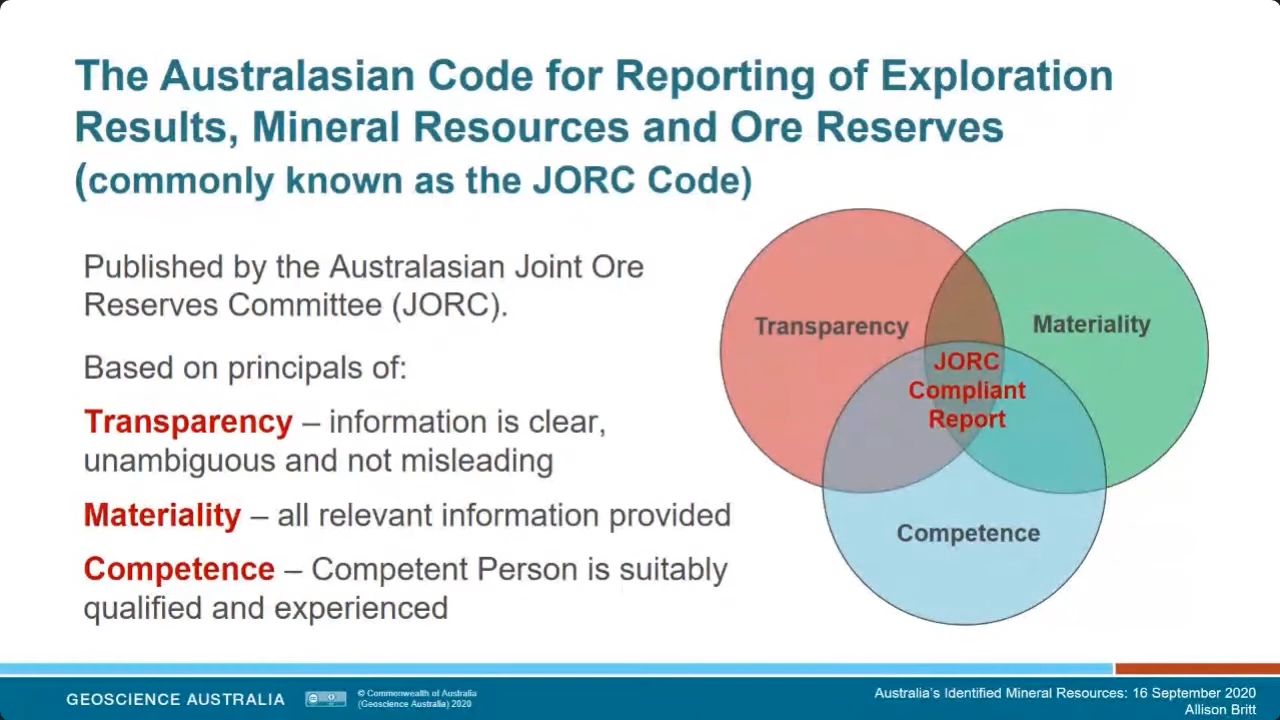 The Australasian Code for Reporting of Exploration
Results, Mineral Resources and Ore Reserves
(commonly known as the JORC Code)
Published by the Australasian Joint Ore
Reserves Committee (JORC).
Based on principals of:
Transparency – information is clear,
unambiguous and not misleading
Materiality – all relevant information provided
Competence – Competent Person is suitably
qualified and experienced
Transparency
Materiality
JORC
Compliant
Report
Competence
GEOSCIENCE AUSTRALIA
© Commonwealth of Australia
(Geoscience Australia) 2020
Australia's Identified Mineral Resources: 16 September 2020
Allison Britt